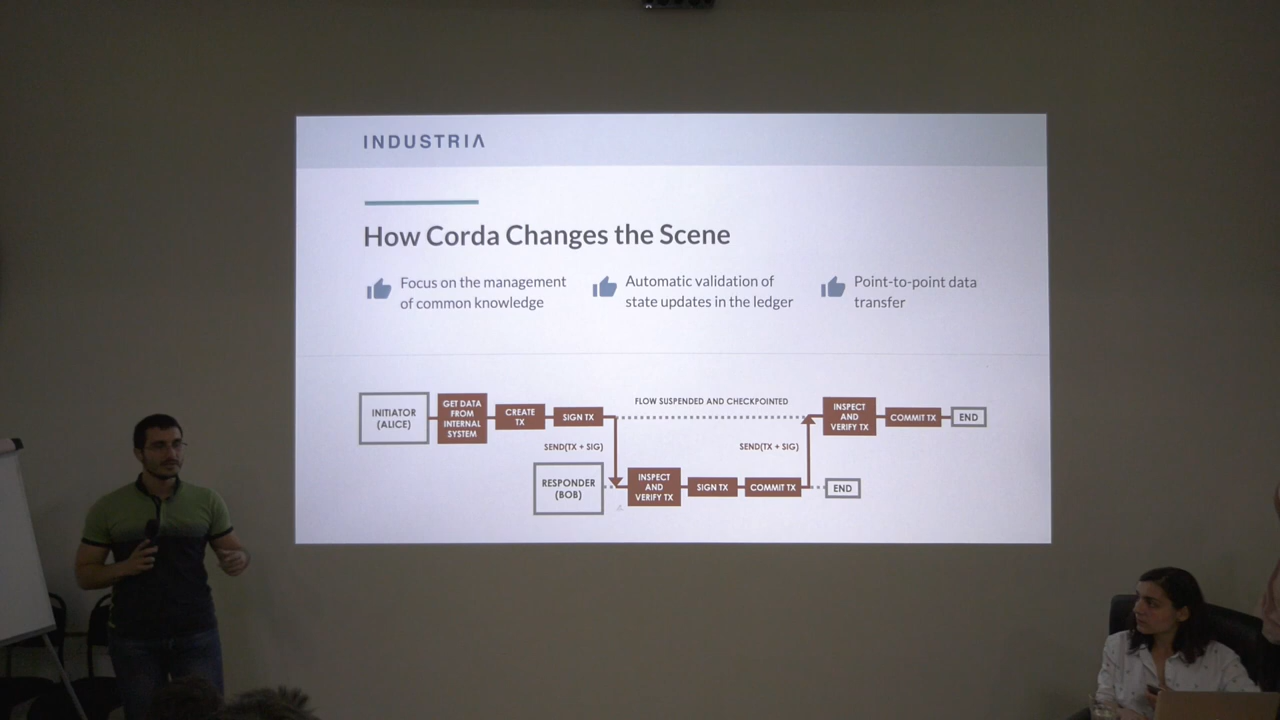 INDUSTRIA
How Corda Changes the Scene
Focus on the management
of common knowledge
Automatic validation of
state updates in the ledger
Point-to-point data
transfer
INITIATOR
(ALICE)
GET DATA
FROM
INTERNAL
SYSTEM
CREATE
TX
SIGN TX
FLOW SUSPENDED AND CHECKPOINTED
INSPECT
AND
VERIFY TX
COMMIT TX
END
SEND(TX + SIG)
SEND(TX + SIG)
RESPONDER
(BOB)
INSPECT
AND
VERIFY TX
SIGN TX
COMMIT TX
END